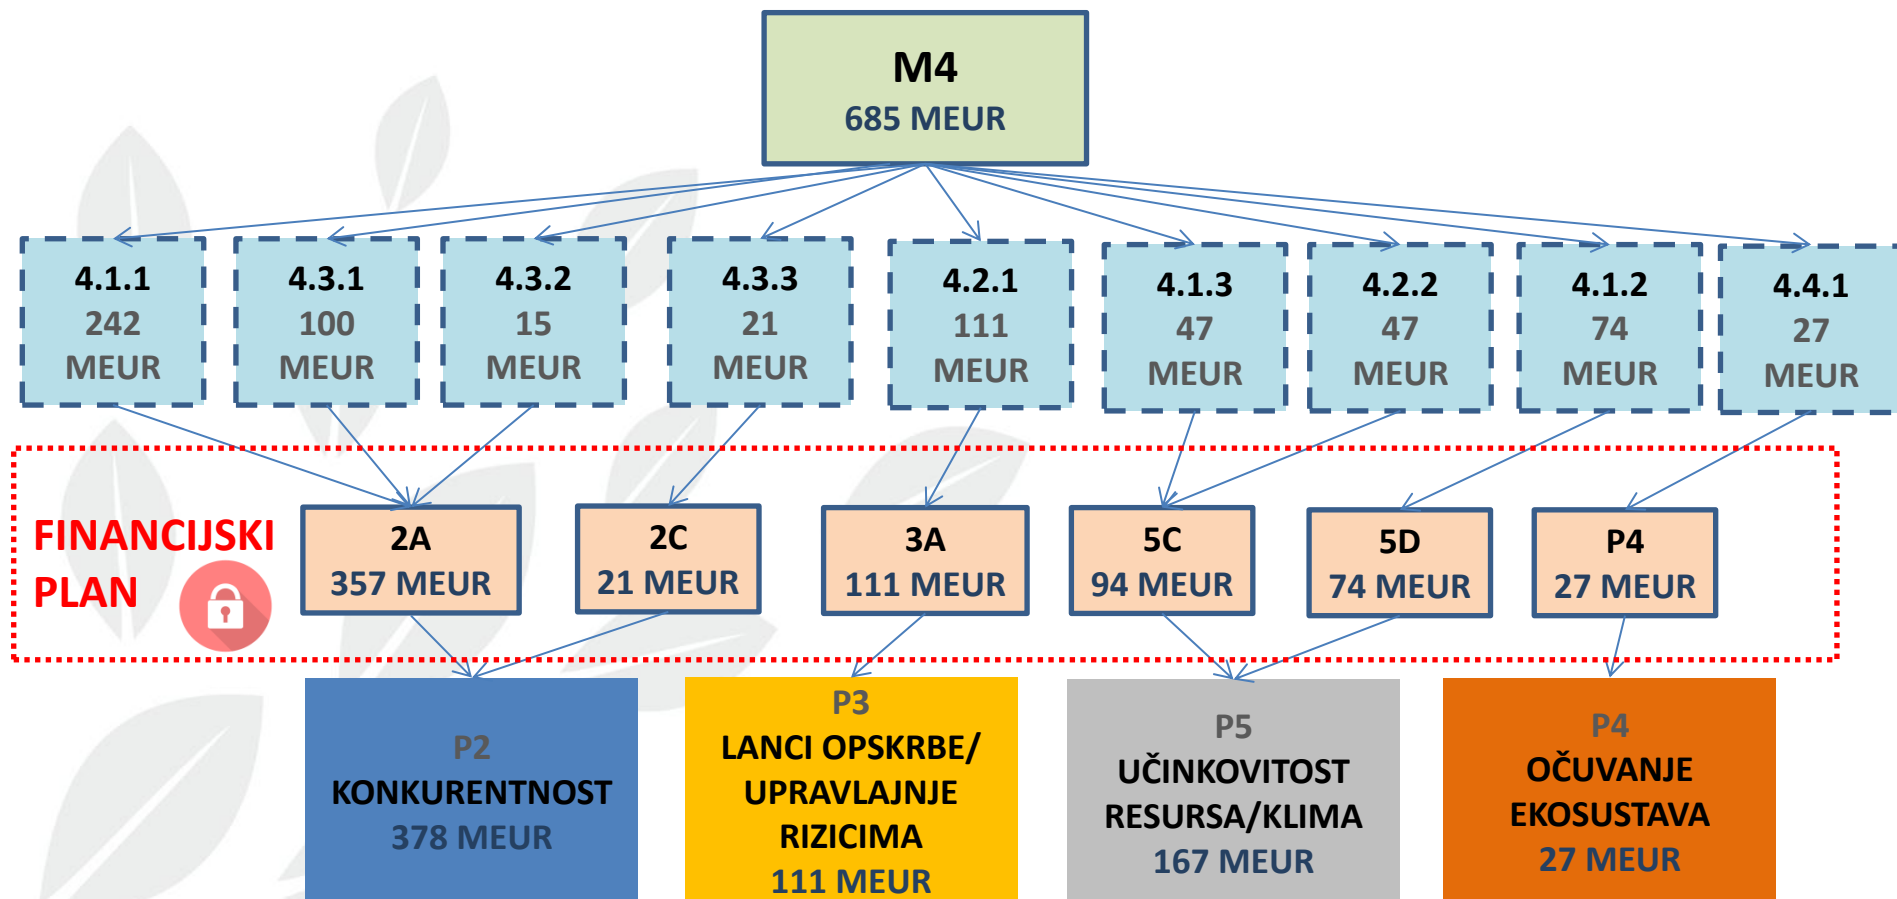 M4
685 MEUR
4.1.1
242
MEUR
4.3.1
100
MEUR
4.3.2
15
MEUR
4.3.3
21
MEUR
4.2.1
111
MEUR
4.1.3
47
MEUR
4.2.2
47
MEUR
4.1.2
74
MEUR
4.4.1
27
MEUR
FINANCIJSKI
PLAN
2A
357 MEUR
2C
21 MEUR
3A
111 MEUR
5C
94 MEUR
5D
74 MEUR
P4
27 MEUR
P2
KONKURENTNOST
378 MEUR
P3
LANCI OPSKRBE/
UPRAVLAJNJE
RIZICIMA
111 MEUR
P5
UČINKOVITOST
RESURSA/KLIMA
167 MEUR
P4
OČUVANJE
EKOSUSTAVA
27 MEUR